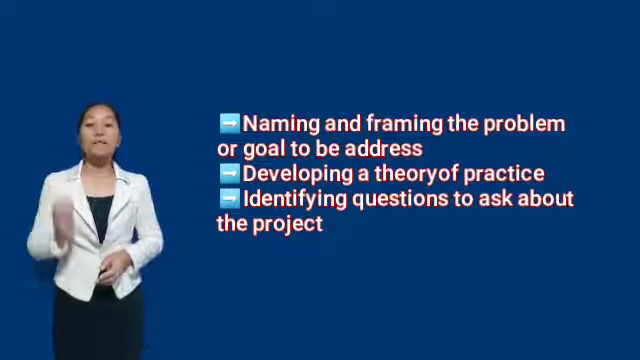 ➡Naming and framing the problem
or goal to be address
➡Developing a theoryof practice
➡Identifying questions to ask about
the project